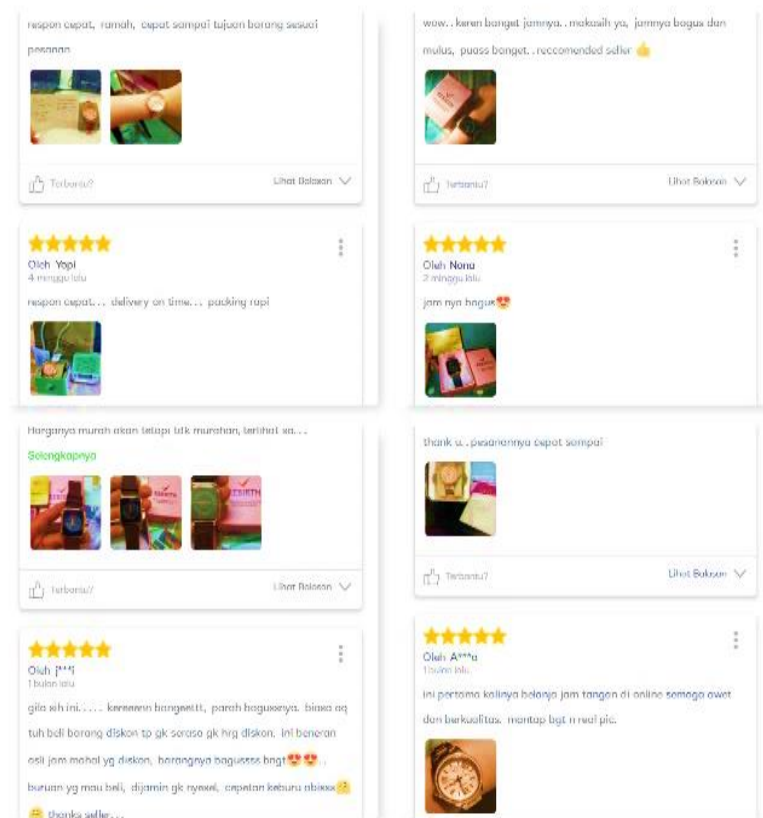 respon cepat, ramah, cepat sampai tujuan barang sesuai
pesanan
Terbantu?
Lihat Balasan
Oleh Yapi
4 minggu lalu
respon cepat... delivery on time... packing rapi
wow..keren banget jamnya..makasih ya, jamnya bagus dan
mulus, puass banget..reccomended seller 👍
Terbantu?
Lihat Balasan
Oleh Nona
2 minggu lalu
jam nya bagus😍
Harganya murah akan tetapi tdk murahan, terlihat sa...
Selengkapnya
REBIRTH
Terbantu?
Lihat Balasan
Oleh j***i
1 bulan lalu
gila sih ini..... kereeenn bangeettt, parah bagusnya. biasa aq
tuh beli barang diskon tp gk serasa gk hrg diskon, ini beneran
asli jam mahal yg diskon, barangnya bagussss bngt😍😍..
buruan yg mau beli, dijamin gk nyesel, cepetan keburu abisss🤗
🤗 thanks seller...
thank u..pesanannya cepat sampai
Terbantu?
Lihat Balasan
Oleh A***a
1 bulan lalu
ini pertama kalinya belanja jam tangan di online semoga awet
dan berkualitas. mantap bgt n real pic.